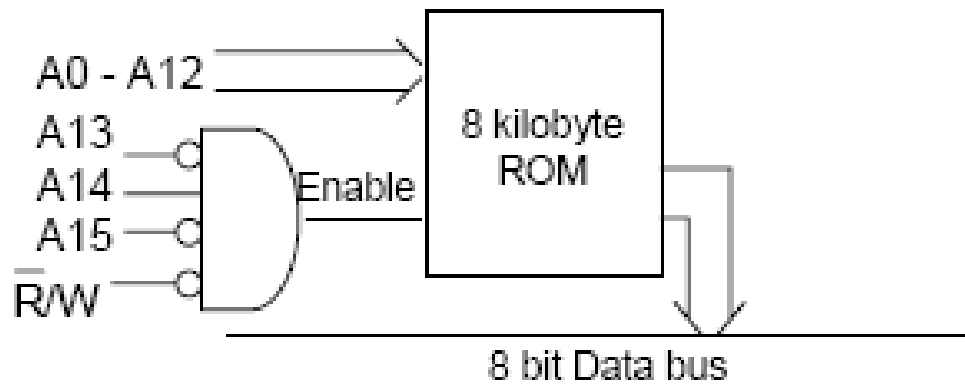 A0 - A12
A13
A14
A15
R̅/W
Enable
8 kilobyte
ROM
8 bit Data bus